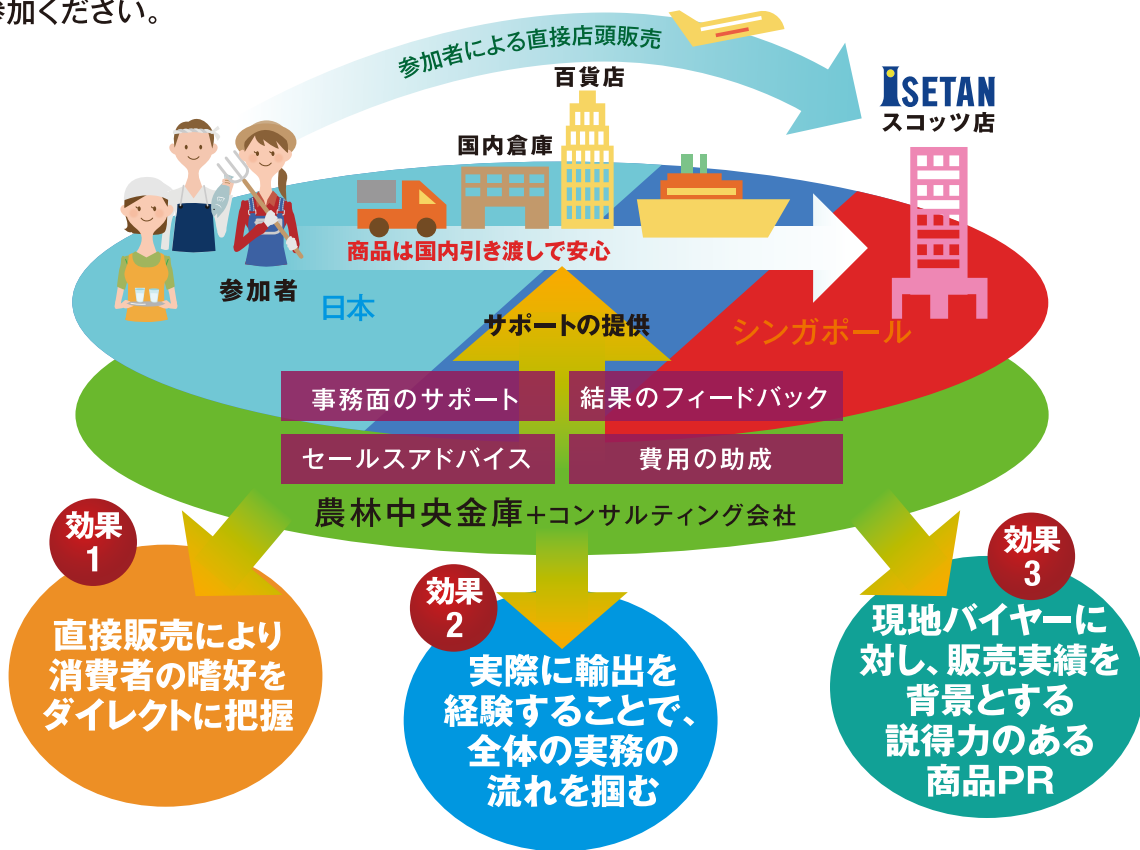 参加ください。
参加者による直接店頭販売
百貨店
ISETAN
スコッツ店
国内倉庫
商品は国内引き渡しで安心
参加者
日本
サポートの提供
シンガポール
事務面のサポート
結果のフィードバック
セールスアドバイス
費用の助成
農林中央金庫+コンサルティング会社
効果
1
直接販売により
消費者の嗜好を
ダイレクトに把握
効果
2
実際に輸出を
経験することで、
全体の実務の
流れを掴む
効果
3
現地バイヤーに
対し、販売実績を
背景とする
説得力のある
商品PR